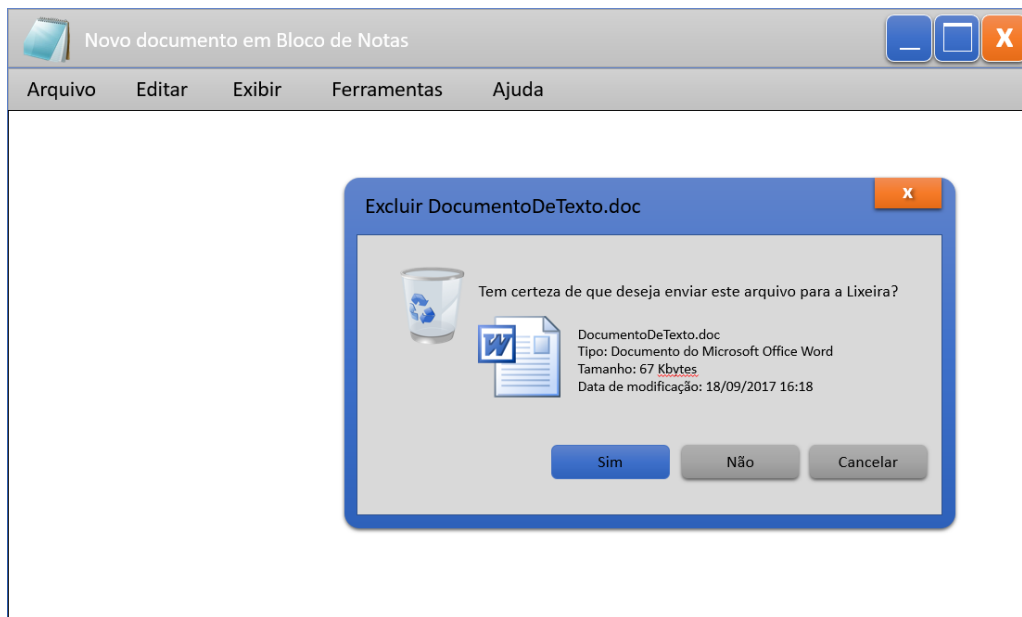 Novo documento em Bloco de Notas
X
Arquivo Editar Exibir Ferramentas Ajuda
Excluir DocumentoDeTexto.doc
x
Tem certeza de que deseja enviar este arquivo para a Lixeira?
W
DocumentoDeTexto.doc
Tipo: Documento do Microsoft Office Word
Tamanho: 67 Kbytes
Data de modificação: 18/09/2017 16:18
Sim Não Cancelar